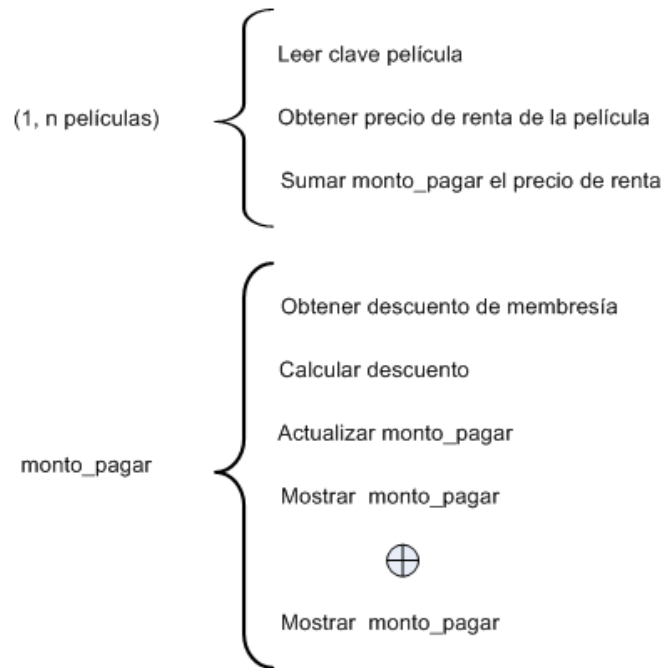 Leer clave película
(1, n películas)
Obtener precio de renta de la película
Sumar monto_pagar el precio de renta
Obtener descuento de membresía
Calcular descuento
Actualizar monto_pagar
monto_pagar
Mostrar monto_pagar
Mostrar monto_pagar